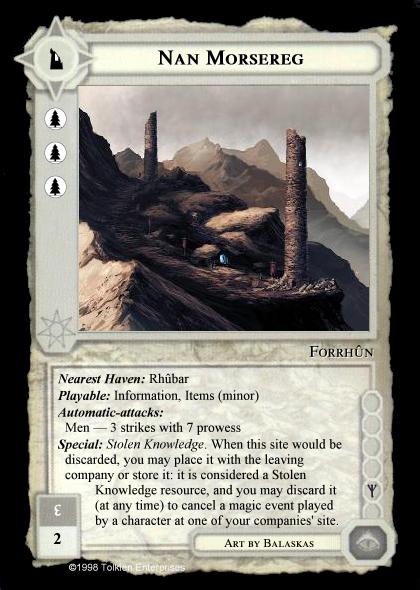 NAN MORSEREG
FORRHÛN
Nearest Haven: Rhûbar
Playable: Information, Items (minor)
Automatic-attacks:
Men — 3 strikes with 7 prowess
Special: Stolen Knowledge. When this site would be
discarded, you may place it with the leaving
company or store it: it is considered a Stolen
Knowledge resource, and you may discard it
(at any time) to cancel a magic event played
by a character at one of your companies' site.
ε
2
ART BY BALASKAS
©1998 Tolkien Enterprises